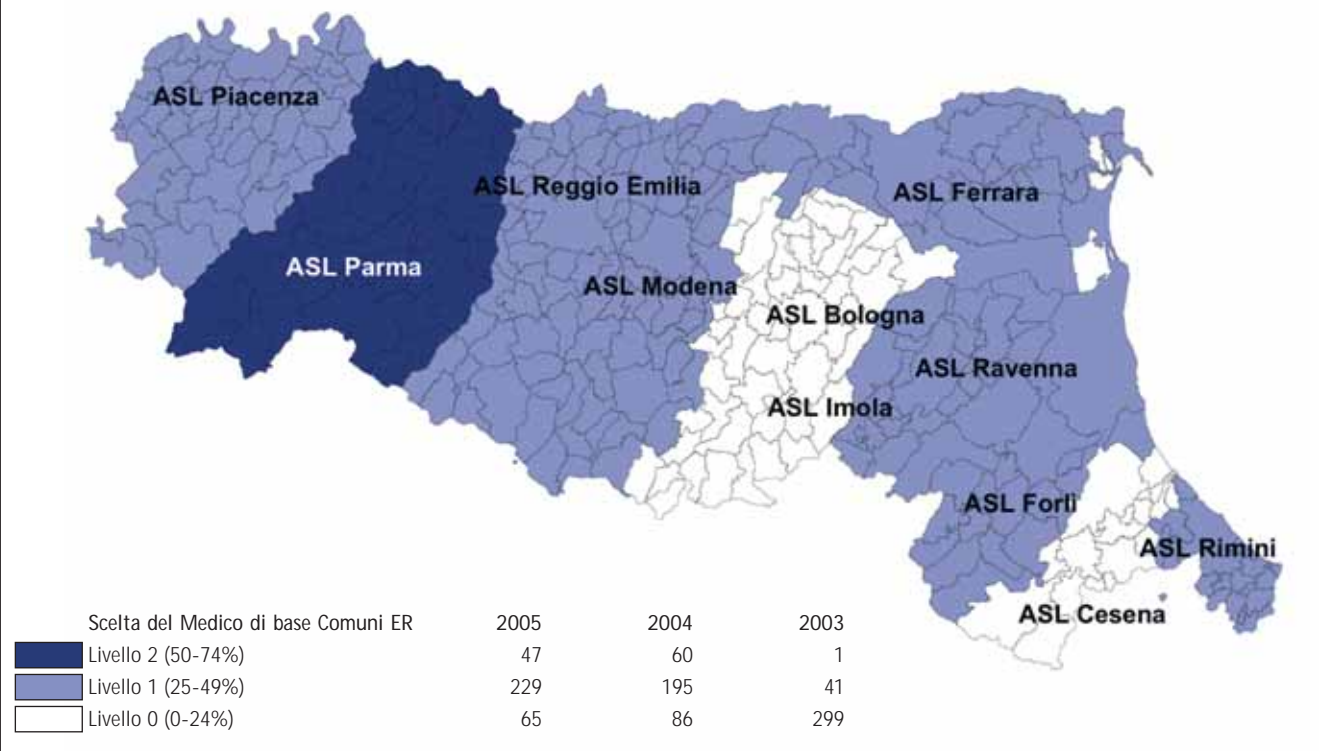 ASL Piacenza
ASL Reggio Emilia
ASL Ferrara
ASL Parma
ASL Modena
ASL Bologna
ASL Ravenna
ASL Imola
ASL Forlì
ASL Rimini
ASL Cesena
Scelta del Medico di base Comuni ER 2005 2004 2003
Livello 2 (50-74%) 47 60 1
Livello 1 (25-49%) 229 195 41
Livello 0 (0-24%) 65 86 299